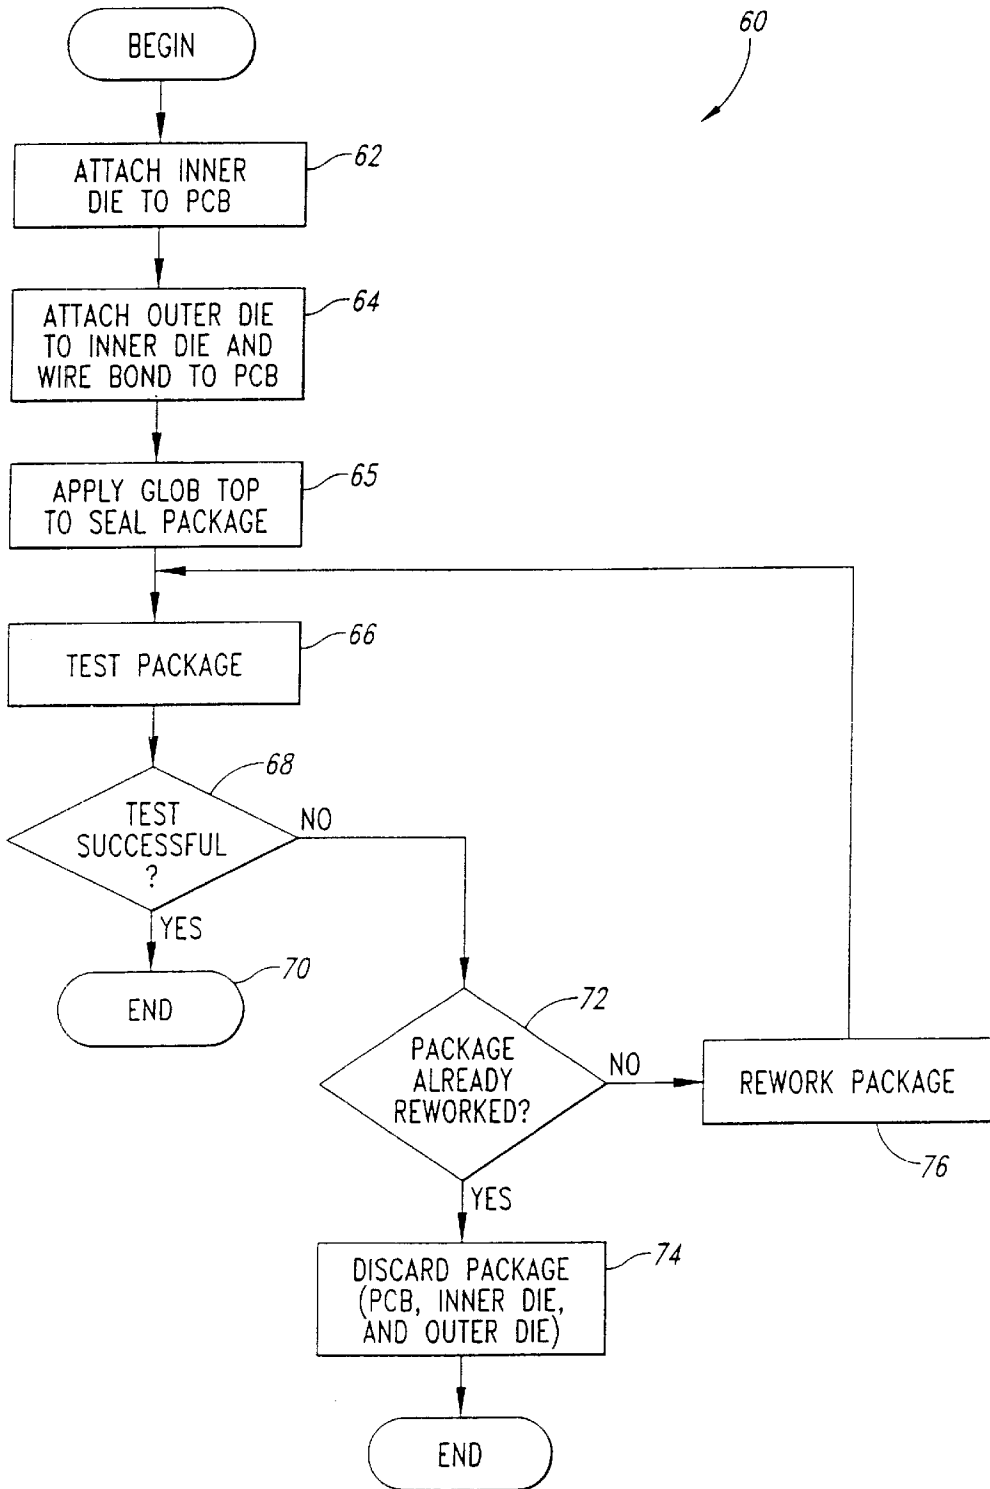 BEGIN
60
ATTACH INNER
DIE TO PCB
62
ATTACH OUTER DIE
TO INNER DIE AND
WIRE BOND TO PCB
64
APPLY GLOB TOP
TO SEAL PACKAGE
65
TEST PACKAGE
66
TEST
SUCCESSFUL
?
68
NO
YES
END
70
PACKAGE
ALREADY
REWORKED?
72
NO
REWORK PACKAGE
76
YES
DISCARD PACKAGE
(PCB, INNER DIE,
AND OUTER DIE)
74
END